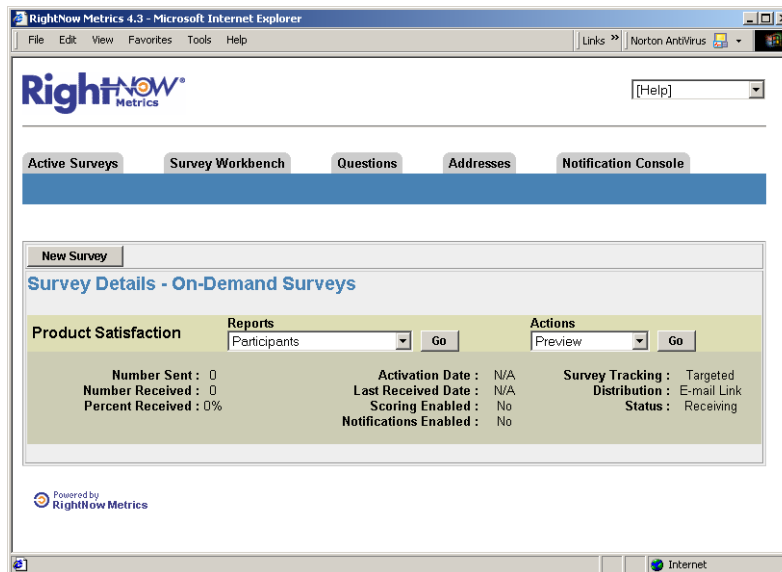 RightNow Metrics 4.3 - Microsoft Internet Explorer
File Edit View Favorites Tools Help Links » Norton AntiVirus
RightNOW®
Metrics
[Help]
Active Surveys Survey Workbench Questions Addresses Notification Console
New Survey
Survey Details - On-Demand Surveys
Reports Actions
Product Satisfaction Participants Go Preview Go
Number Sent : 0 Activation Date : N/A Survey Tracking : Targeted
Number Received : 0 Last Received Date : N/A Distribution : E-mail Link
Percent Received : 0% Scoring Enabled : No Status : Receiving
Notifications Enabled : No
Powered by
RightNow Metrics
Internet